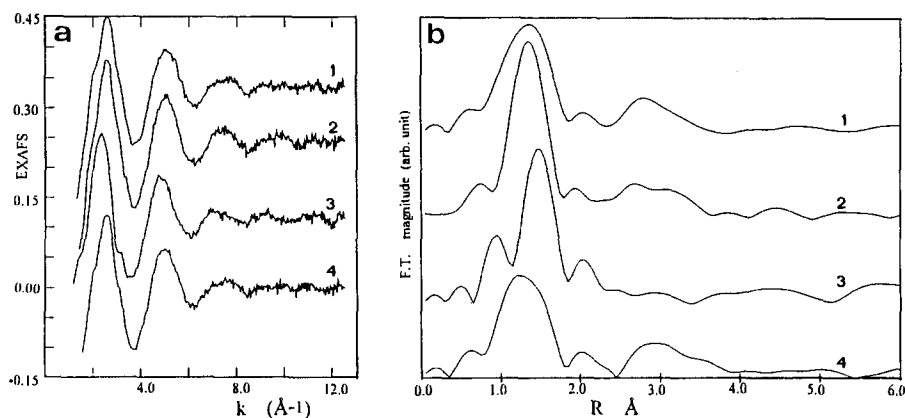 a
0.45
0.30
0.15
0.00
-0.15
EXAFS
1
2
3
4
4.0 8.0 12.0
k (Å-1)
b
F.T. magnitude (arb. unit)
1
2
3
4
0.0 1.0 2.0 3.0 4.0 5.0 6.0
R Å